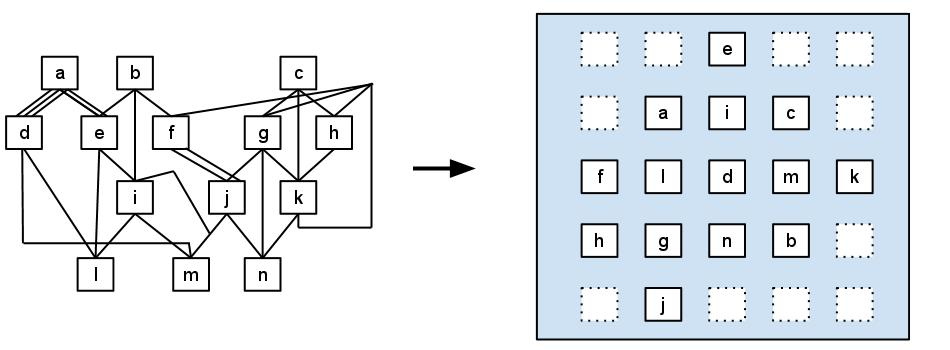 a b c
d e f g h
i j k
l m n
e
a i c
f l d m k
h g n b
j